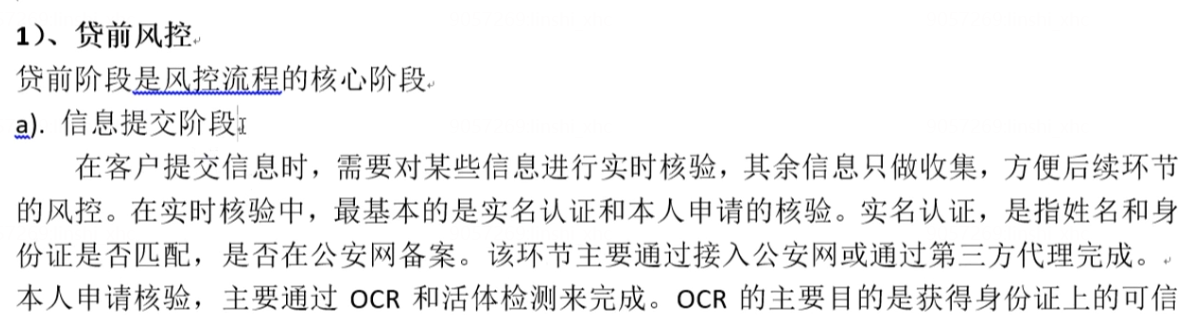 1)、贷前风控
贷前阶段是风控流程的核心阶段
a). 信息提交阶段
在客户提交信息时，需要对某些信息进行实时核验，其余信息只做收集，方便后续环节
的风控。在实时核验中，最基本的是实名认证和本人申请的核验。实名认证，是指姓名和身
份证是否匹配，是否在公安网备案。该环节主要通过接入公安网或通过第三方代理完成。
本人申请核验，主要通过 OCR 和活体检测来完成。OCR 的主要目的是获得身份证上的可信